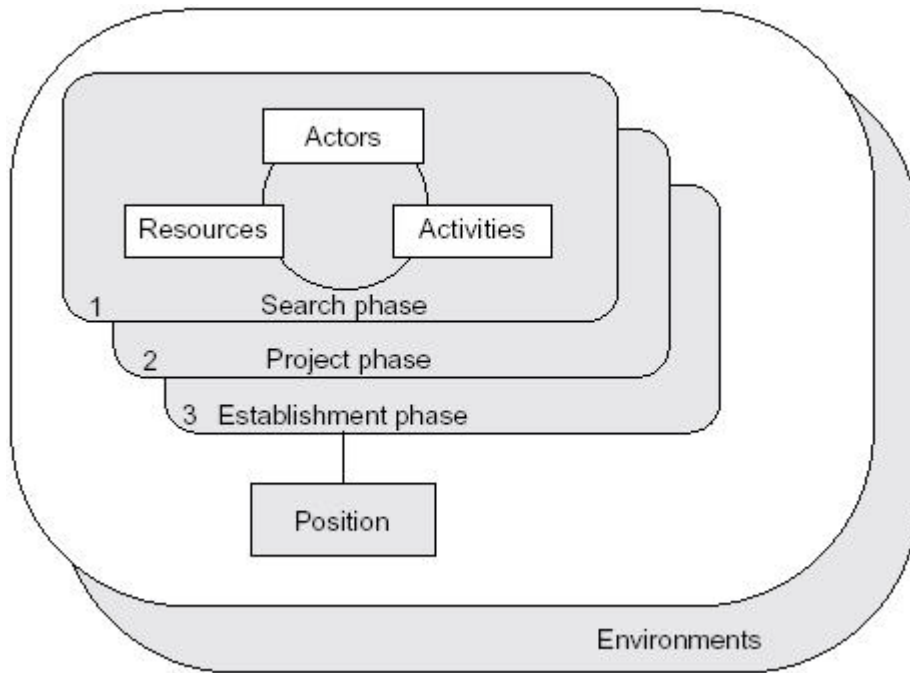 Actors
Resources
Activities
1 Search phase
2 Project phase
3 Establishment phase
Position
Environments